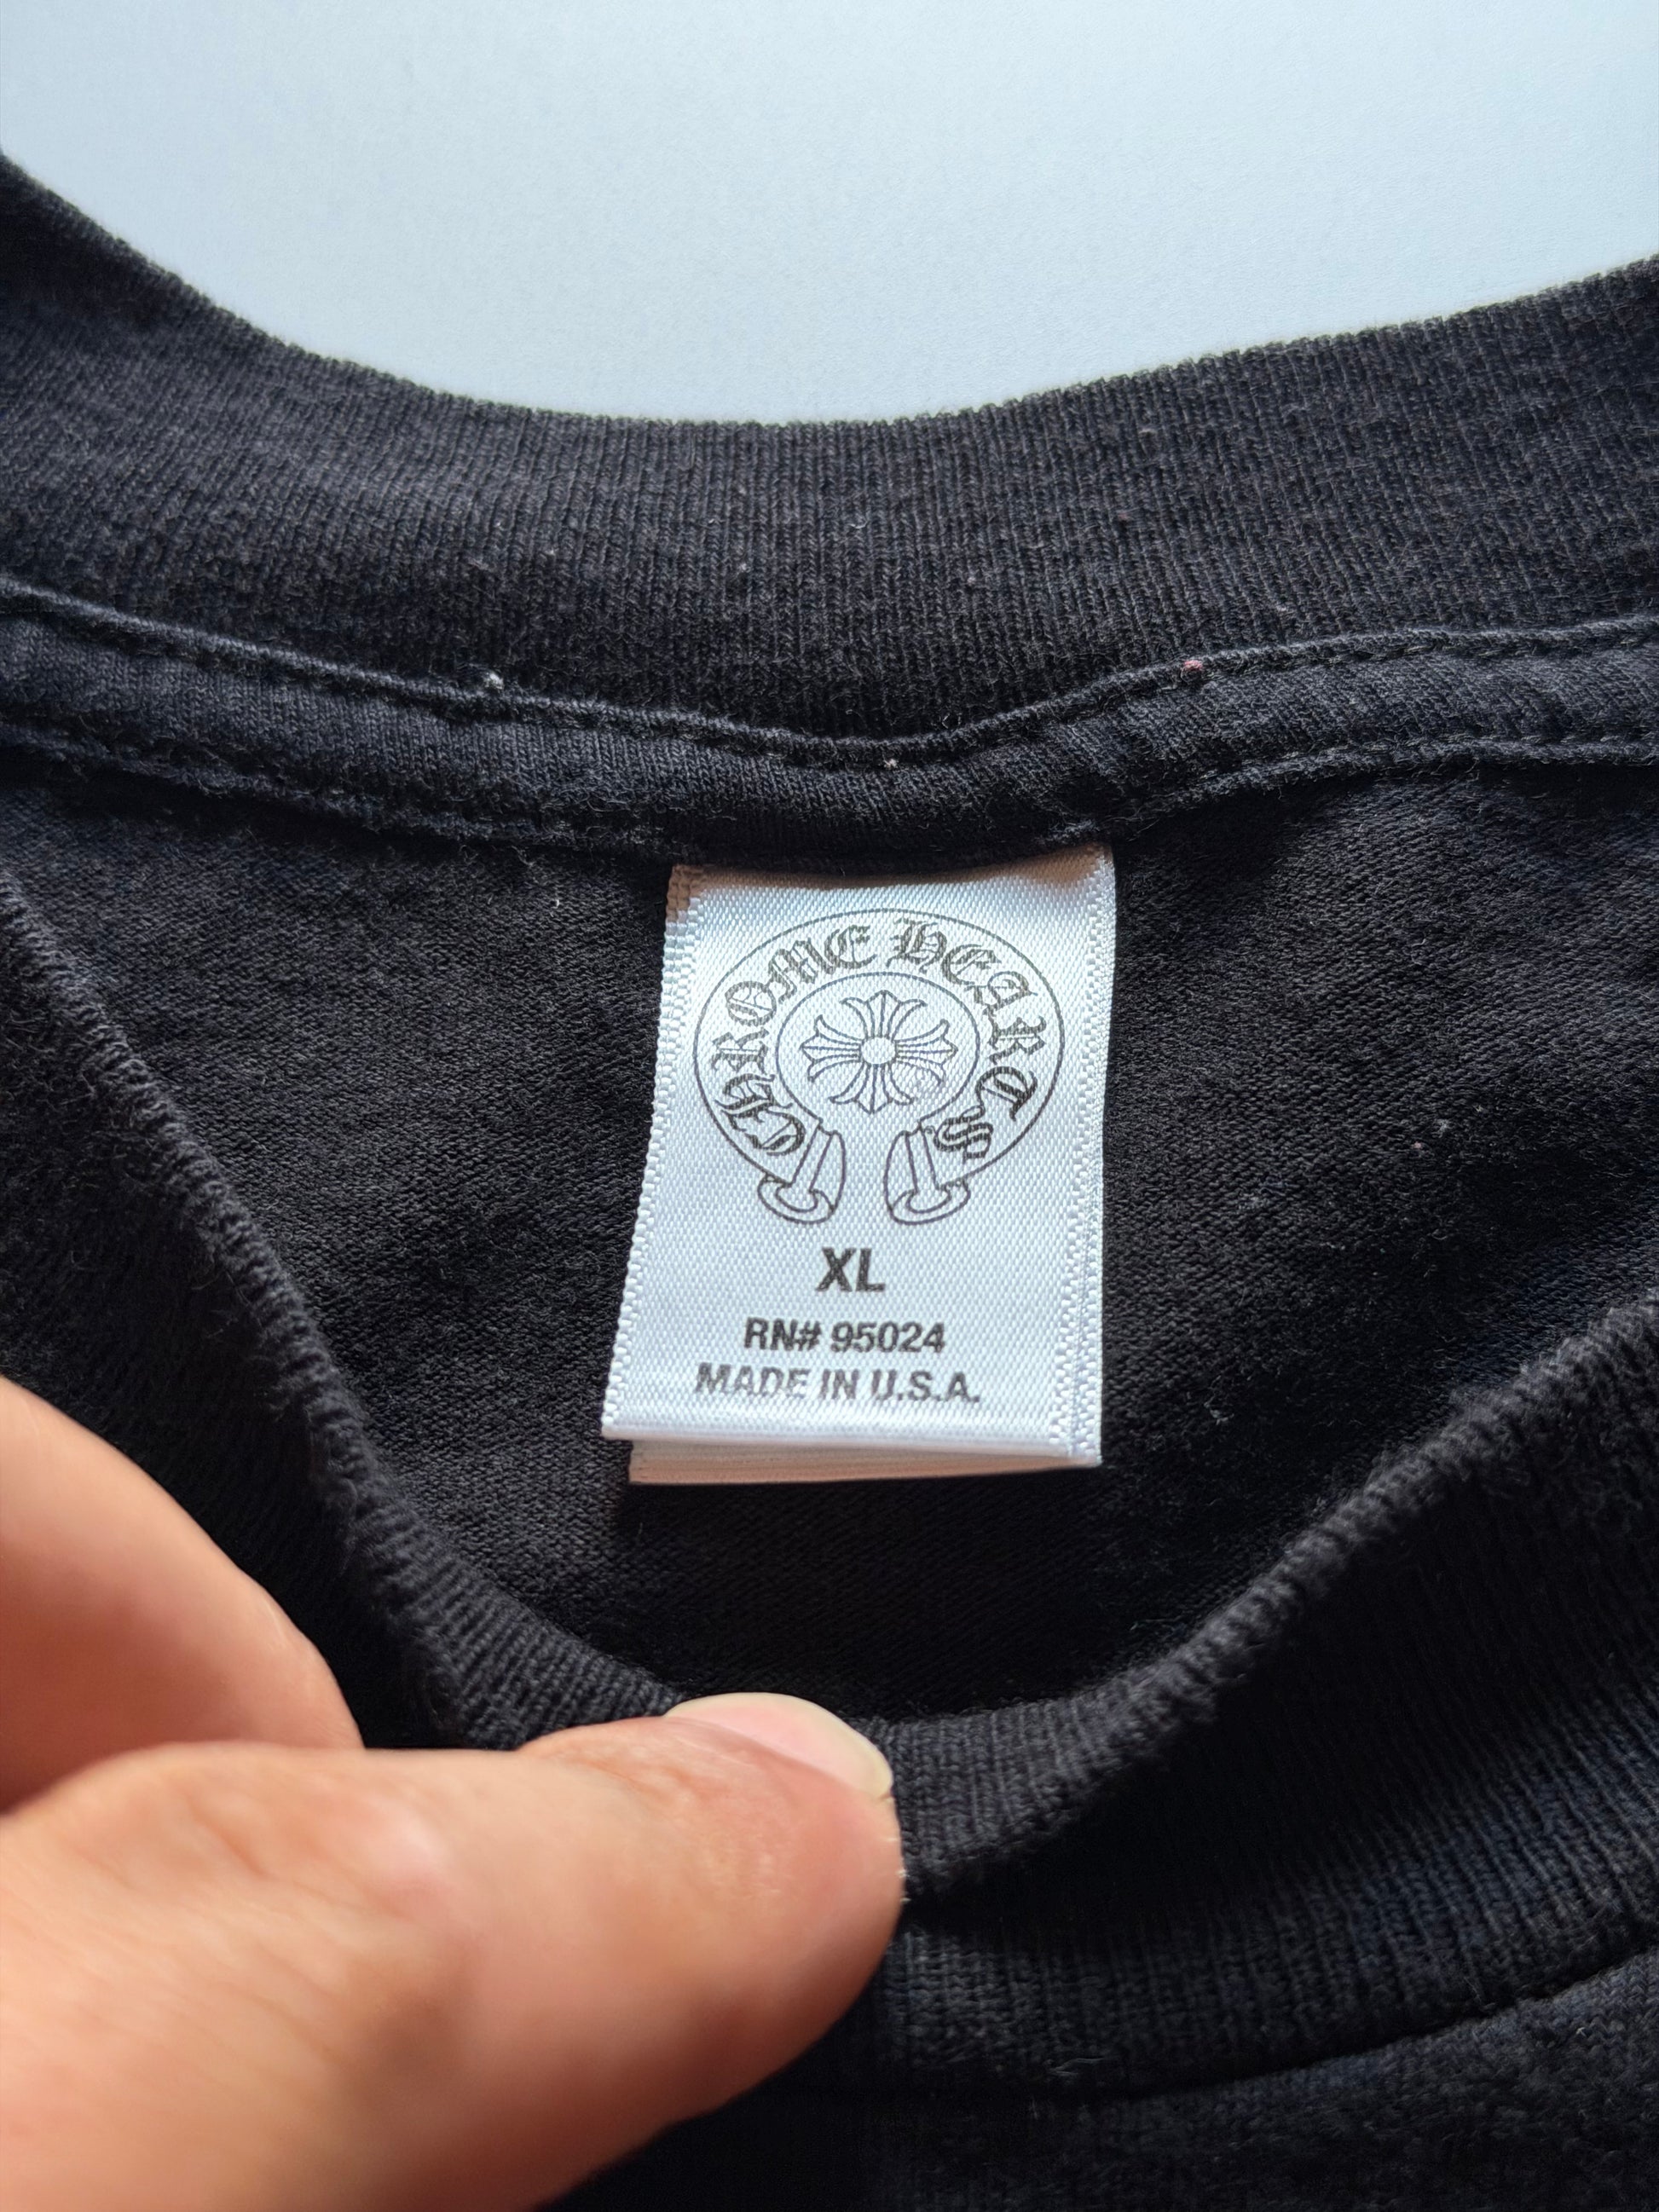 CHROME HEARTS
XL
RN# 95024
MADE IN U.S.A.